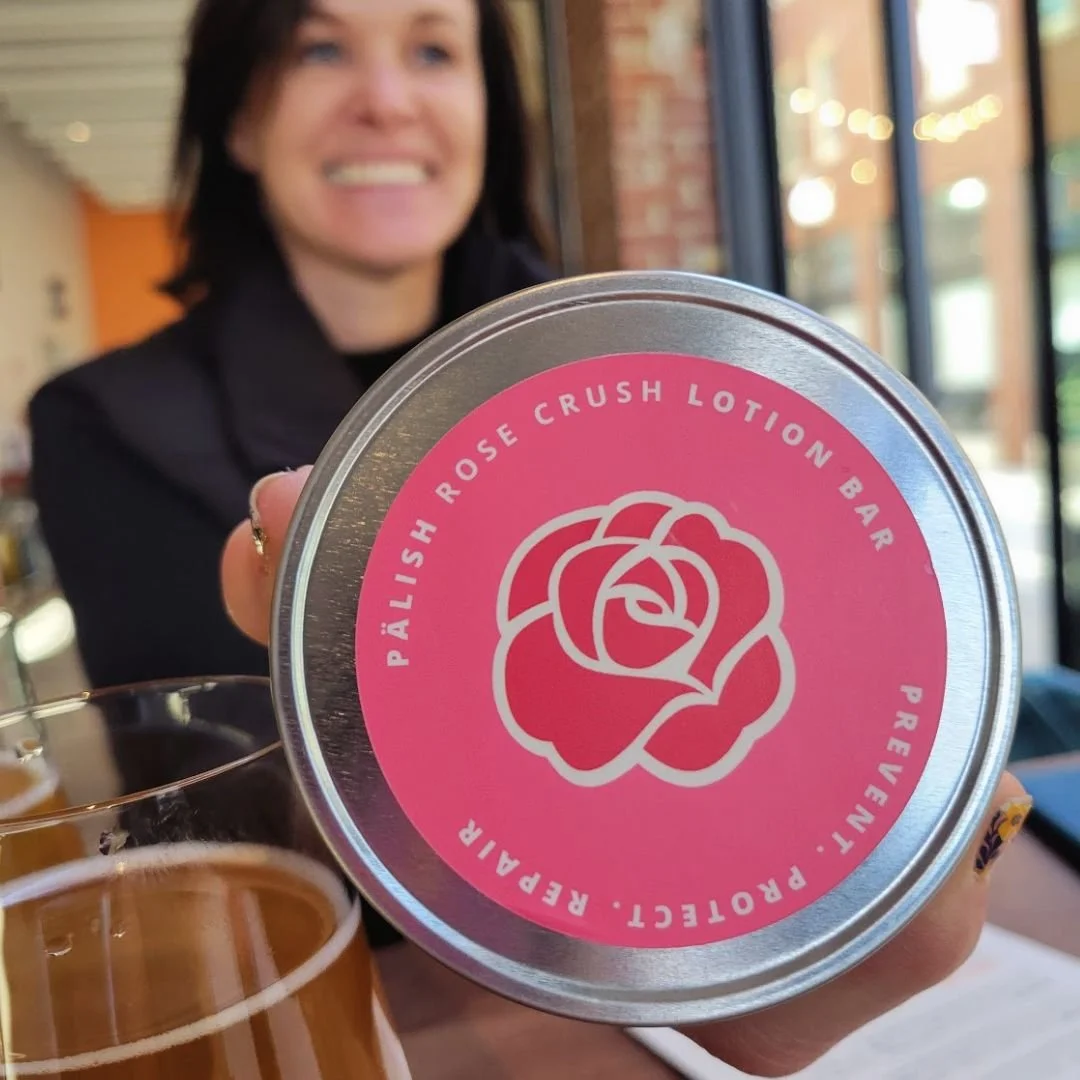 PÄLISH ROSE CRUSH LOTION BAR
PREVENT. PROTECT. REPAIR